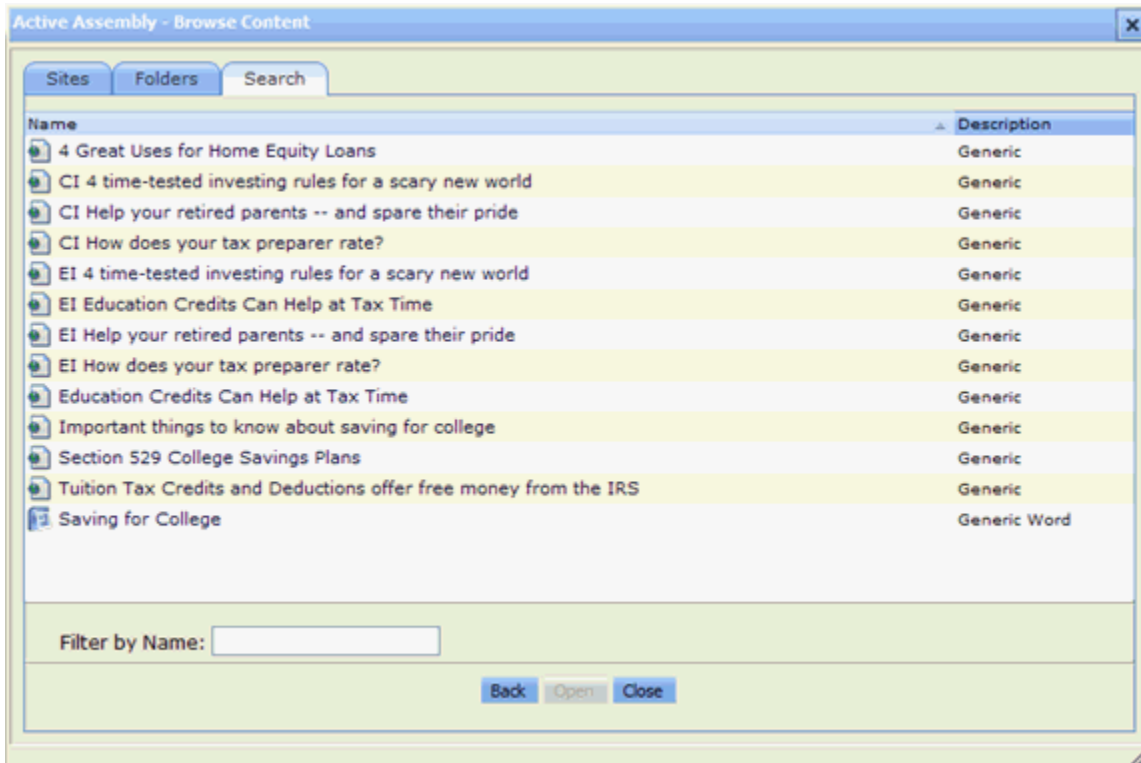 Active Assembly - Browse Content
Sites Folders Search
Name Description
4 Great Uses for Home Equity Loans Generic
CI 4 time-tested investing rules for a scary new world Generic
CI Help your retired parents -- and spare their pride Generic
CI How does your tax preparer rate? Generic
EI 4 time-tested investing rules for a scary new world Generic
EI Education Credits Can Help at Tax Time Generic
EI Help your retired parents -- and spare their pride Generic
EI How does your tax preparer rate? Generic
Education Credits Can Help at Tax Time Generic
Important things to know about saving for college Generic
Section 529 College Savings Plans Generic
Tuition Tax Credits and Deductions offer free money from the IRS Generic
Saving for College Generic Word
Filter by Name:
Back Open Close